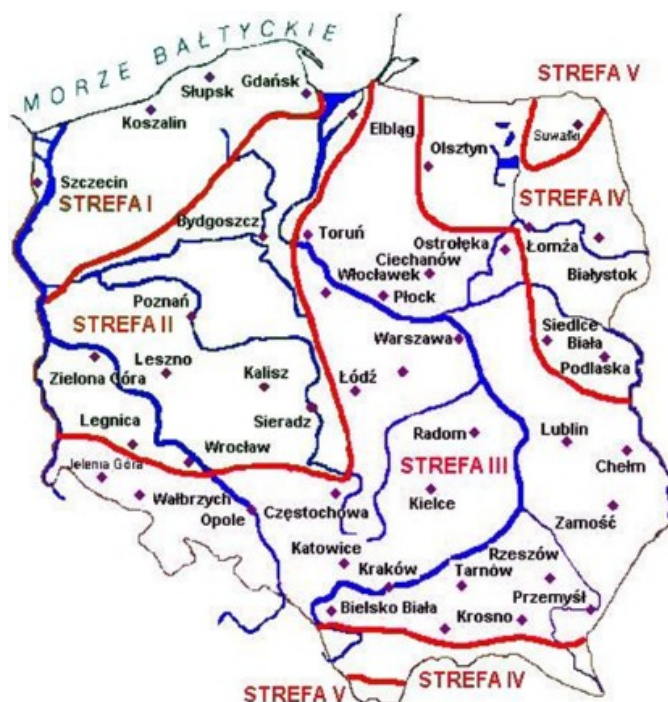 MORZE BAŁTYCKIE
STREFA V
Słupsk
Gdańsk
Koszalin
Elbląg
Suwałki
Olsztyn
Szczecin
STREFA I
STREFA IV
Bydgoszcz
Toruń
Ostrołęka
Łomża
Ciechanów
Włocławek
Białystok
Płock
Poznań
STREFA II
Warszawa
Siedlce
Biała
Podlaska
Leszno
Zielona Góra
Kalisz
Łódź
Sieradz
Legnica
Radom
Lublin
Wrocław
Chełm
Jelenia Góra
STREFA III
Wałbrzych
Kielce
Opole
Częstochowa
Zamość
Katowice
Rzeszów
Kraków
Tarnów
Przemyśl
Bielsko Biała
Krosno
STREFA IV
STREFA V